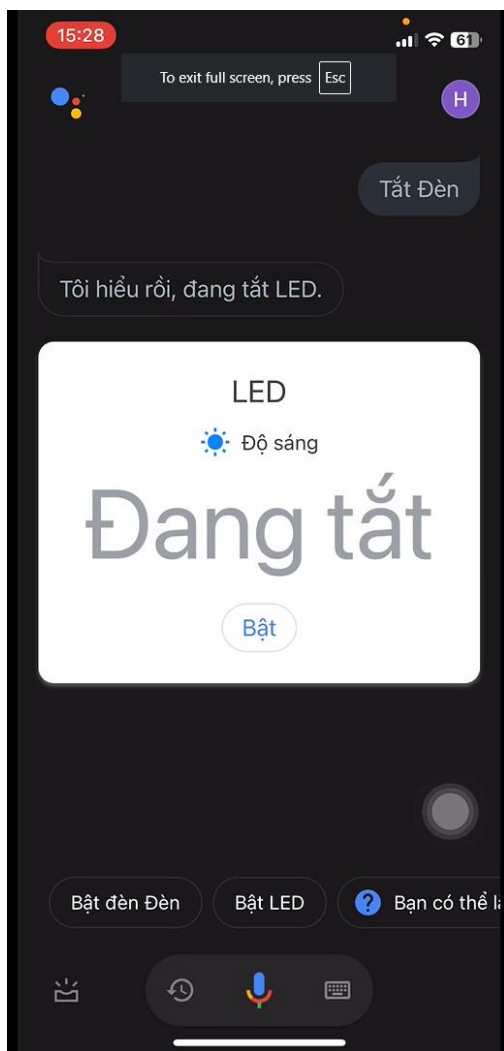 15:28
61
To exit full screen, press Esc
H
Tắt Đèn
Tôi hiểu rồi, đang tắt LED.
LED
Độ sáng
Đang tắt
Bật
Bật đèn Đèn
Bật LED
? Bạn có thể